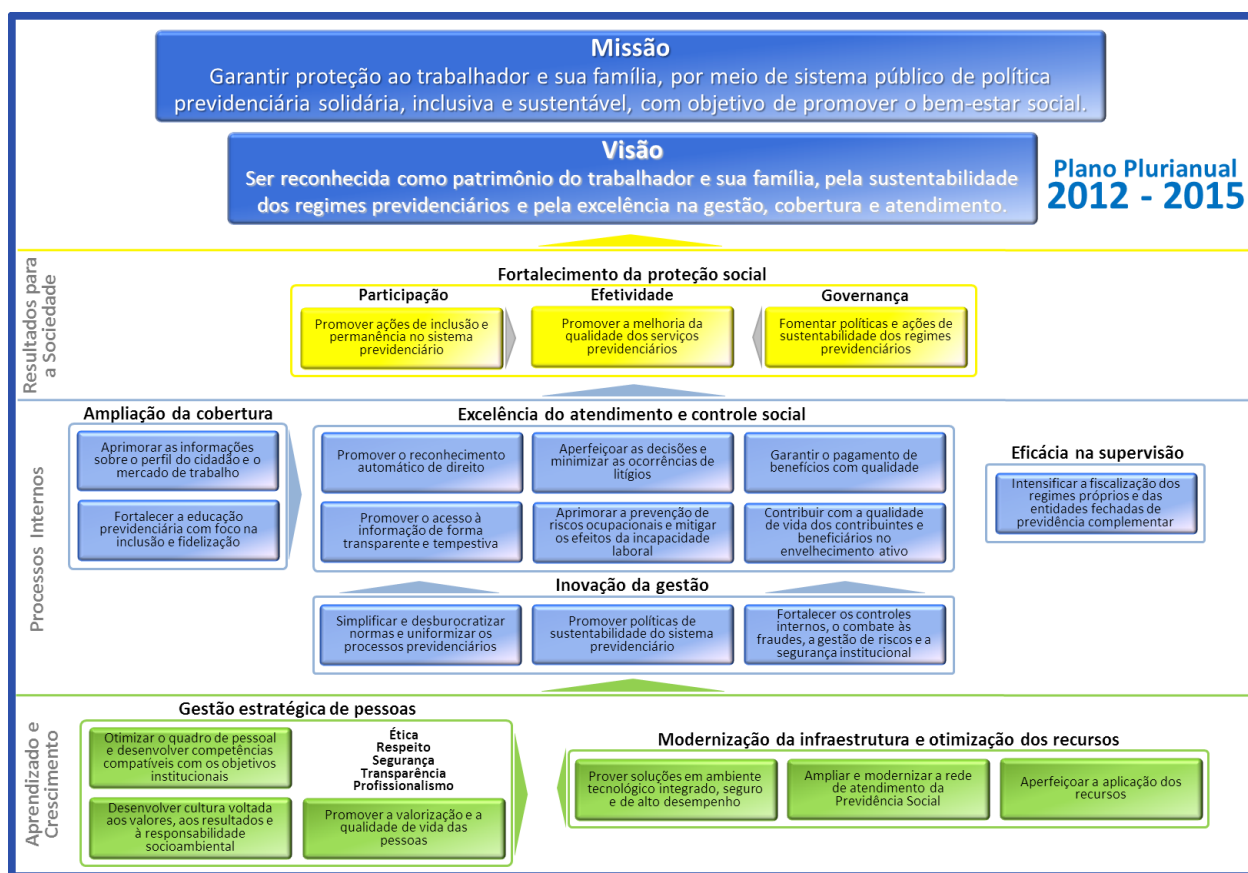 Missão
Garantir proteção ao trabalhador e sua família, por meio de sistema público de política
previdenciária solidária, inclusiva e sustentável, com objetivo de promover o bem-estar social.
Visão
Ser reconhecida como patrimônio do trabalhador e sua família, pela sustentabilidade
dos regimes previdenciários e pela excelência na gestão, cobertura e atendimento.
Plano Plurianual
2012 - 2015
Resultados para
a Sociedade
Fortalecimento da proteção social
Participação
Promover ações de inclusão e
permanência no sistema
previdenciário
Efetividade
Promover a melhoria da
qualidade dos serviços
previdenciários
Governança
Fomentar políticas e ações de
sustentabilidade dos regimes
previdenciários
Processos Internos
Ampliação da cobertura
Aprimorar as informações
sobre o perfil do cidadão e o
mercado de trabalho
Fortalecer a educação
previdenciária com foco na
inclusão e fidelização
Excelência do atendimento e controle social
Promover o reconhecimento
automático de direito
Aperfeiçoar as decisões e
minimizar as ocorrências de
litígios
Garantir o pagamento de
benefícios com qualidade
Promover o acesso à
informação de forma
transparente e tempestiva
Aprimorar a prevenção de
riscos ocupacionais e mitigar
os efeitos da incapacidade
laboral
Contribuir com a qualidade
de vida dos contribuintes e
beneficiários no
envelhecimento ativo
Eficácia na supervisão
Intensificar a fiscalização dos
regimes próprios e das
entidades fechadas de
previdência complementar
Inovação da gestão
Simplificar e desburocratizar
normas e uniformizar os
processos previdenciários
Promover políticas de
sustentabilidade do sistema
previdenciário
Fortalecer os controles
internos, o combate às
fraudes, a gestão de riscos e a
segurança institucional
Aprendizado e
Crescimento
Gestão estratégica de pessoas
Otimizar o quadro de pessoal
e desenvolver competências
compatíveis com os objetivos
institucionais
Ética
Respeito
Segurança
Transparência
Profissionalismo
Desenvolver cultura voltada
aos valores, aos resultados e
à responsabilidade
socioambiental
Promover a valorização e a
qualidade de vida das
pessoas
Modernização da infraestrutura e otimização dos recursos
Prover soluções em ambiente
tecnológico integrado, seguro
e de alto desempenho
Ampliar e modernizar a rede
de atendimento da
Previdência Social
Aperfeiçoar a aplicação dos
recursos